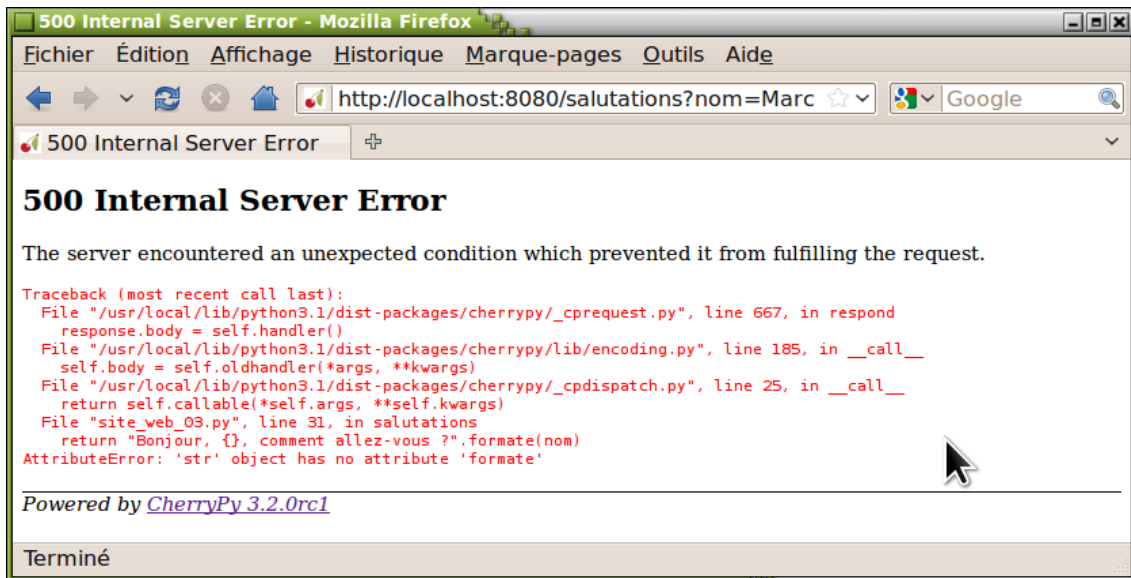 500 Internal Server Error - Mozilla Firefox
Fichier Édition Affichage Historique Marque-pages Outils Aide
http://localhost:8080/salutations?nom=Marc Google
500 Internal Server Error
500 Internal Server Error
The server encountered an unexpected condition which prevented it from fulfilling the request.
Traceback (most recent call last):
File "/usr/local/lib/python3.1/dist-packages/cherrypy/_cprequest.py", line 667, in respond
response.body = self.handler()
File "/usr/local/lib/python3.1/dist-packages/cherrypy/lib/encoding.py", line 185, in __call__
self.body = self.oldhandler(*args, **kwargs)
File "/usr/local/lib/python3.1/dist-packages/cherrypy/_cpdispatch.py", line 25, in __call__
return self.callable(*self.args, **self.kwargs)
File "site_web_03.py", line 31, in salutations
return "Bonjour, {}, comment allez-vous ?".formate(nom)
AttributeError: 'str' object has no attribute 'formate'
Powered by CherryPy 3.2.0rc1
Terminé